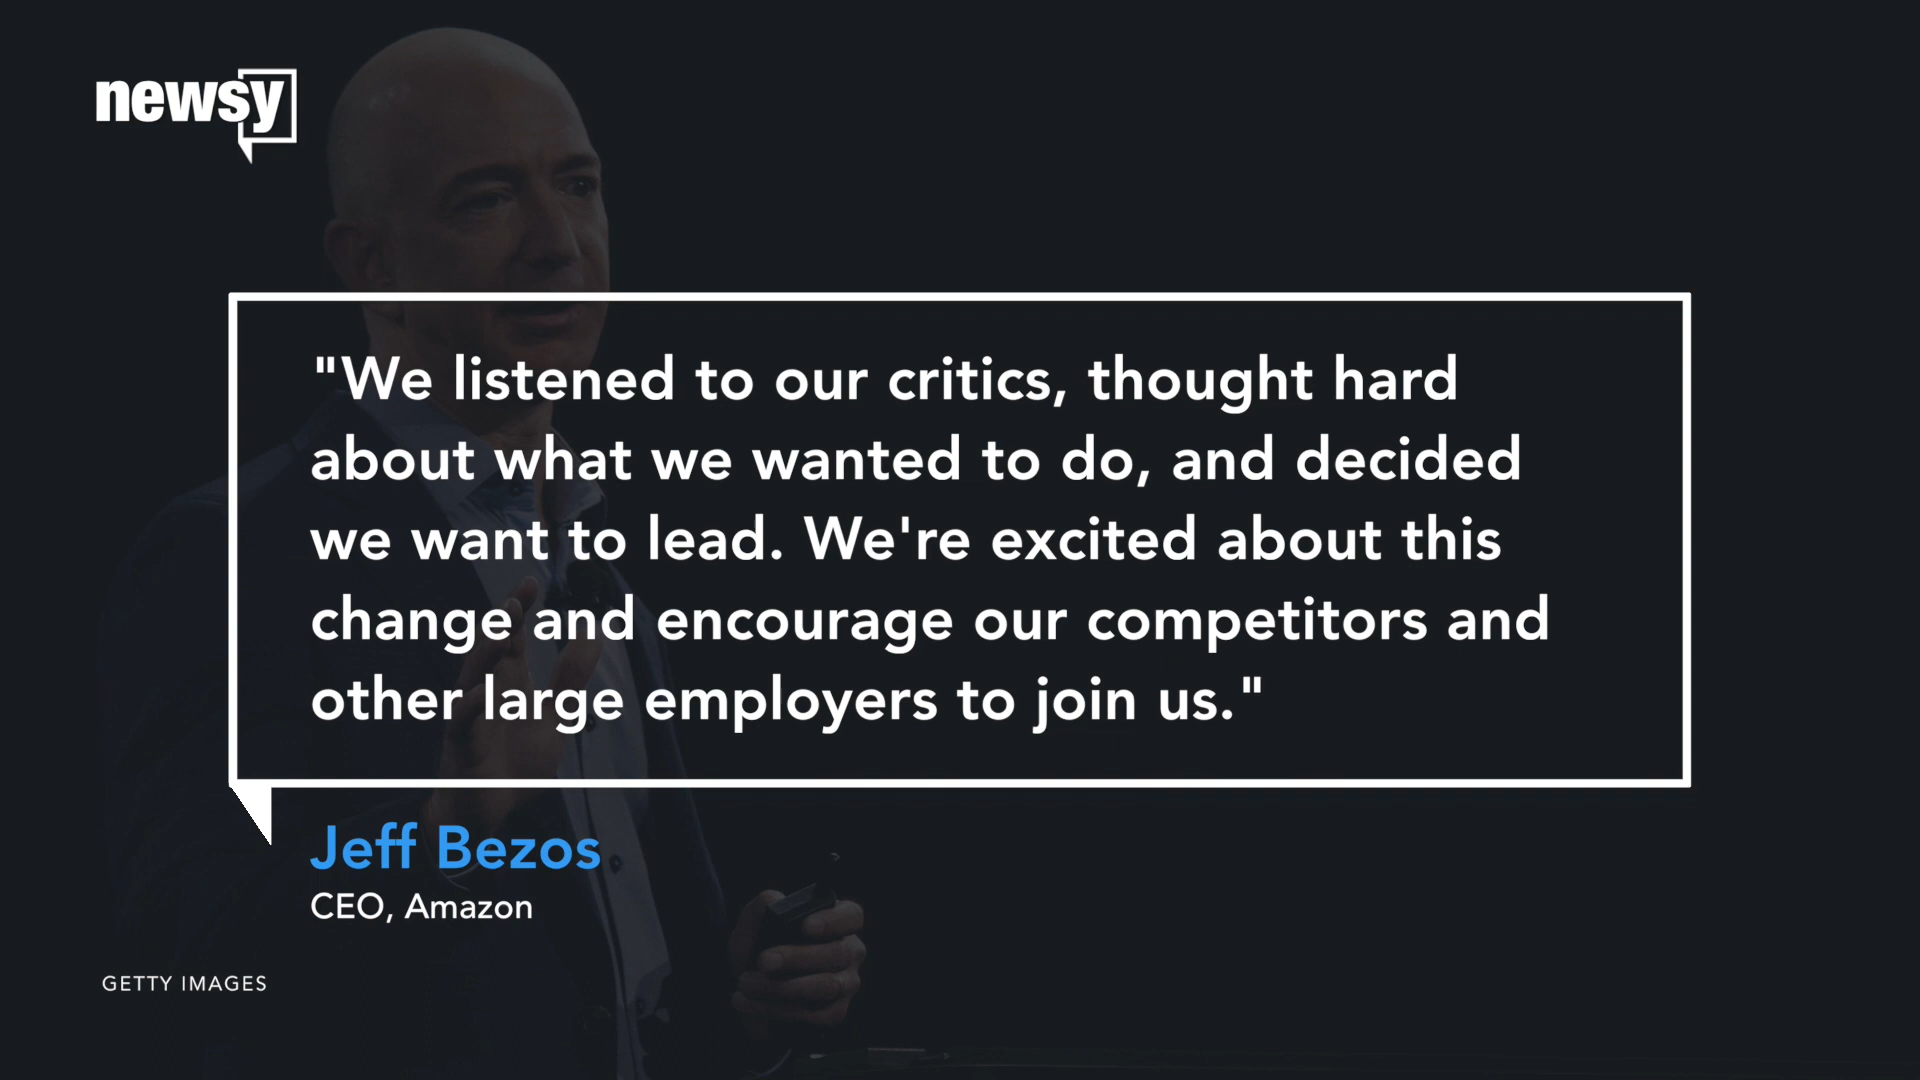 newsy
"We listened to our critics, thought hard
about what we wanted to do, and decided
we want to lead. We're excited about this
change and encourage our competitors and
other large employers to join us."
Jeff Bezos
CEO, Amazon
GETTY IMAGES